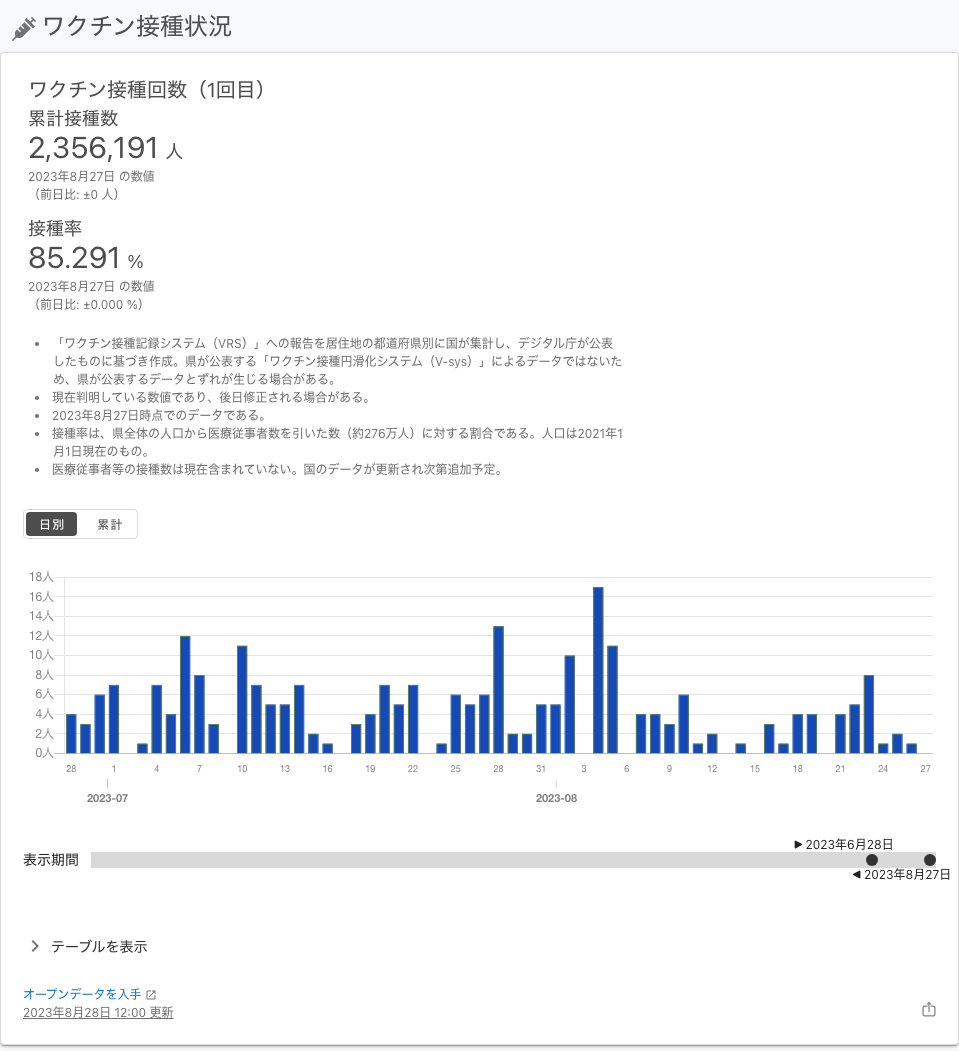 ワクチン接種状況
ワクチン接種回数（1回目）
累計接種数
2,356,191 人
2023年8月27日 の数値
（前日比: ±0 人）
接種率
85.291 %
2023年8月27日 の数値
（前日比: ±0.000 %）
• 「ワクチン接種記録システム（VRS）」への報告を居住地の都道府県別に国が集計し、デジタル庁が公表
したものに基づき作成。県が公表する「ワクチン接種円滑化システム（V-sys）」によるデータではないた
め、県が公表するデータとずれが生じる場合がある。
• 現在判明している数値であり、後日修正される場合がある。
• 2023年8月27日時点でのデータである。
• 接種率は、県全体の人口から医療従事者数を引いた数（約276万人）に対する割合である。人口は2021年1
月1日現在のもの。
• 医療従事者等の接種数は現在含まれていない。国のデータが更新され次第追加予定。
日別 累計
18人
16人
14人
12人
10人
8人
6人
4人
2人
0人
28 1 4 7 10 13 16 19 22 25 28 31 3 6 9 12 15 18 21 24 27
2023-07 2023-08
2023年6月28日
表示期間
2023年8月27日
テーブルを表示
オープンデータを入手
2023年8月28日 12:00 更新